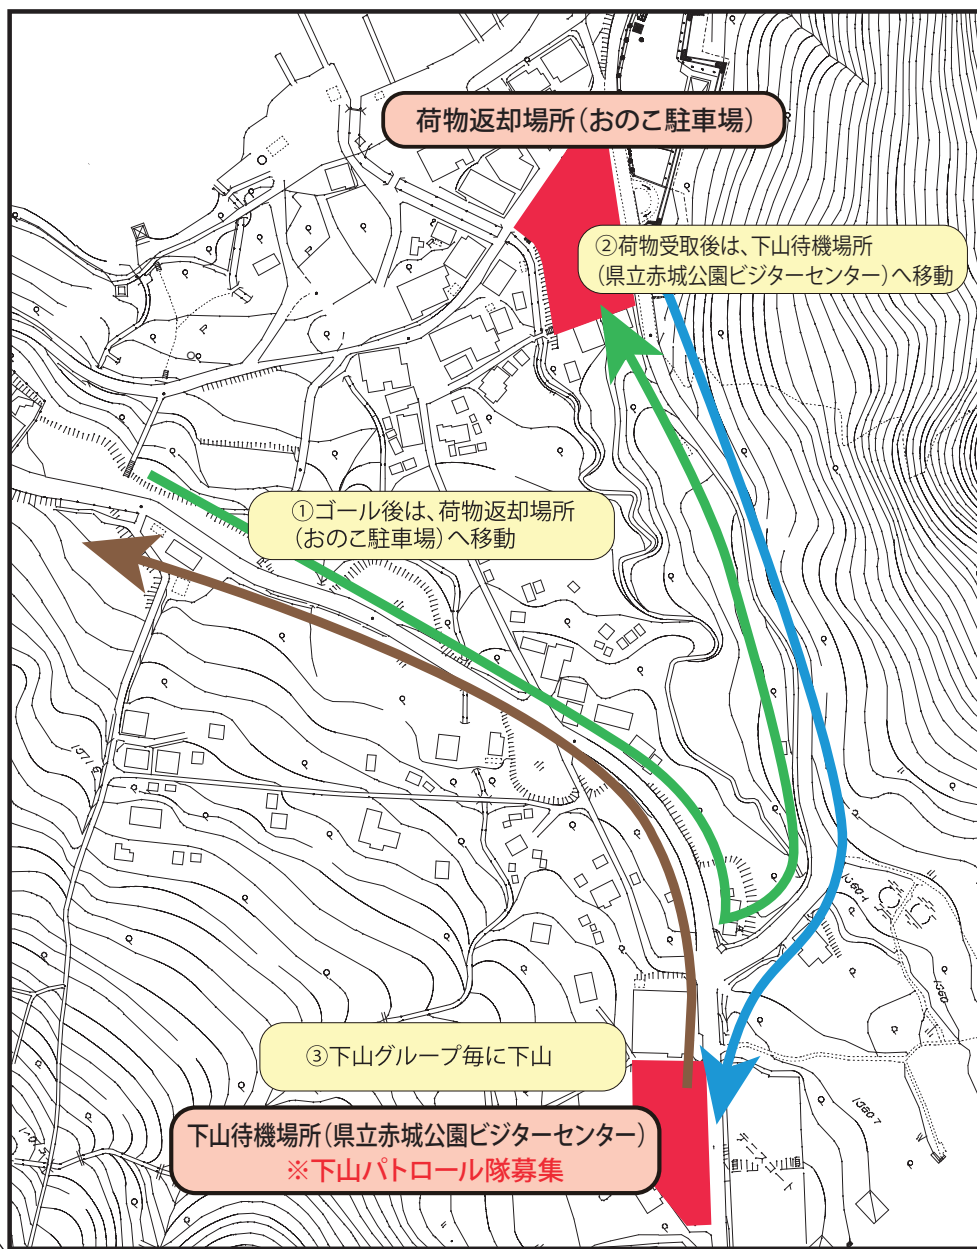 荷物返却場所(おのこ駐車場)
②荷物受取後は、下山待機場所
(県立赤城公園ビジターセンター)へ移動
①ゴール後は、荷物返却場所
(おのこ駐車場)へ移動
③下山グループ毎に下山
下山待機場所(県立赤城公園ビジターセンター)
※下山パトロール隊募集
テニスコート
1360